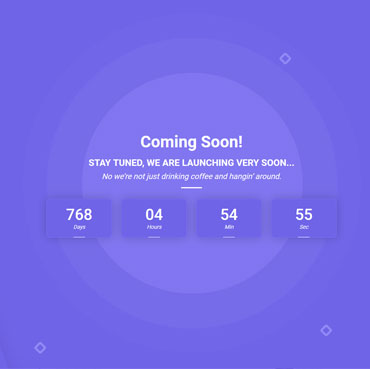 Coming Soon!
STAY TUNED, WE ARE LAUNCHING VERY SOON...
No we're not just drinking coffee and hangin' around.
768 04 54 55
Days Hours Min Sec